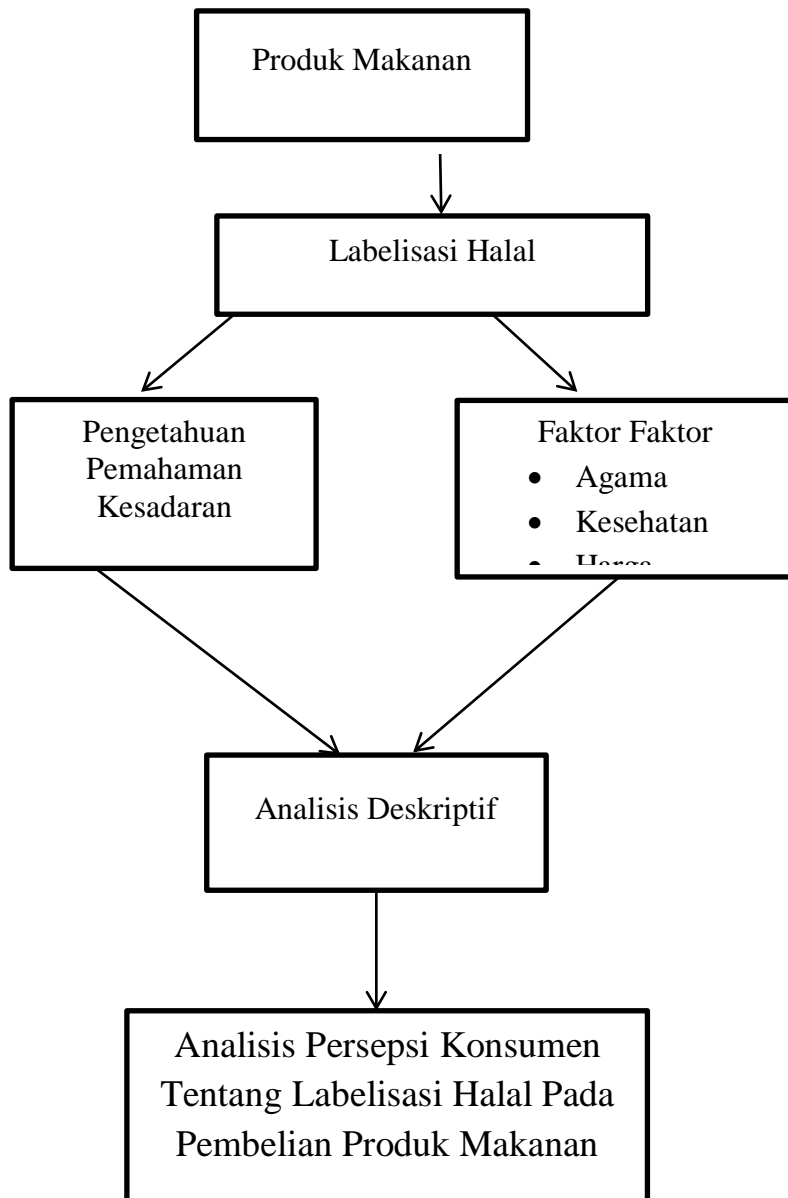 Produk Makanan
Labelisasi Halal
Pengetahuan
Pemahaman
Kesadaran
Faktor Faktor
• Agama
• Kesehatan
• Harga
Analisis Deskriptif
Analisis Persepsi Konsumen
Tentang Labelisasi Halal Pada
Pembelian Produk Makanan